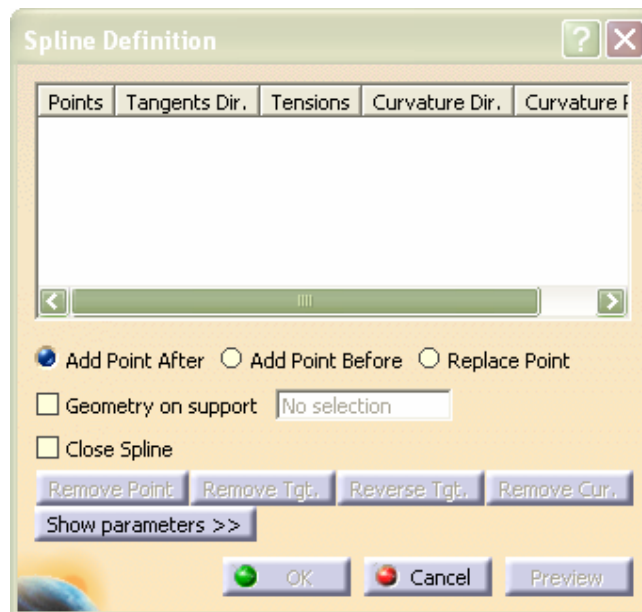 Spline Definition
Points Tangents Dir. Tensions Curvature Dir. Curvature
Add Point After Add Point Before Replace Point
Geometry on support No selection
Close Spline
Remove Point Remove Tgt. Reverse Tgt. Remove Cur.
Show parameters >>
OK Cancel Preview